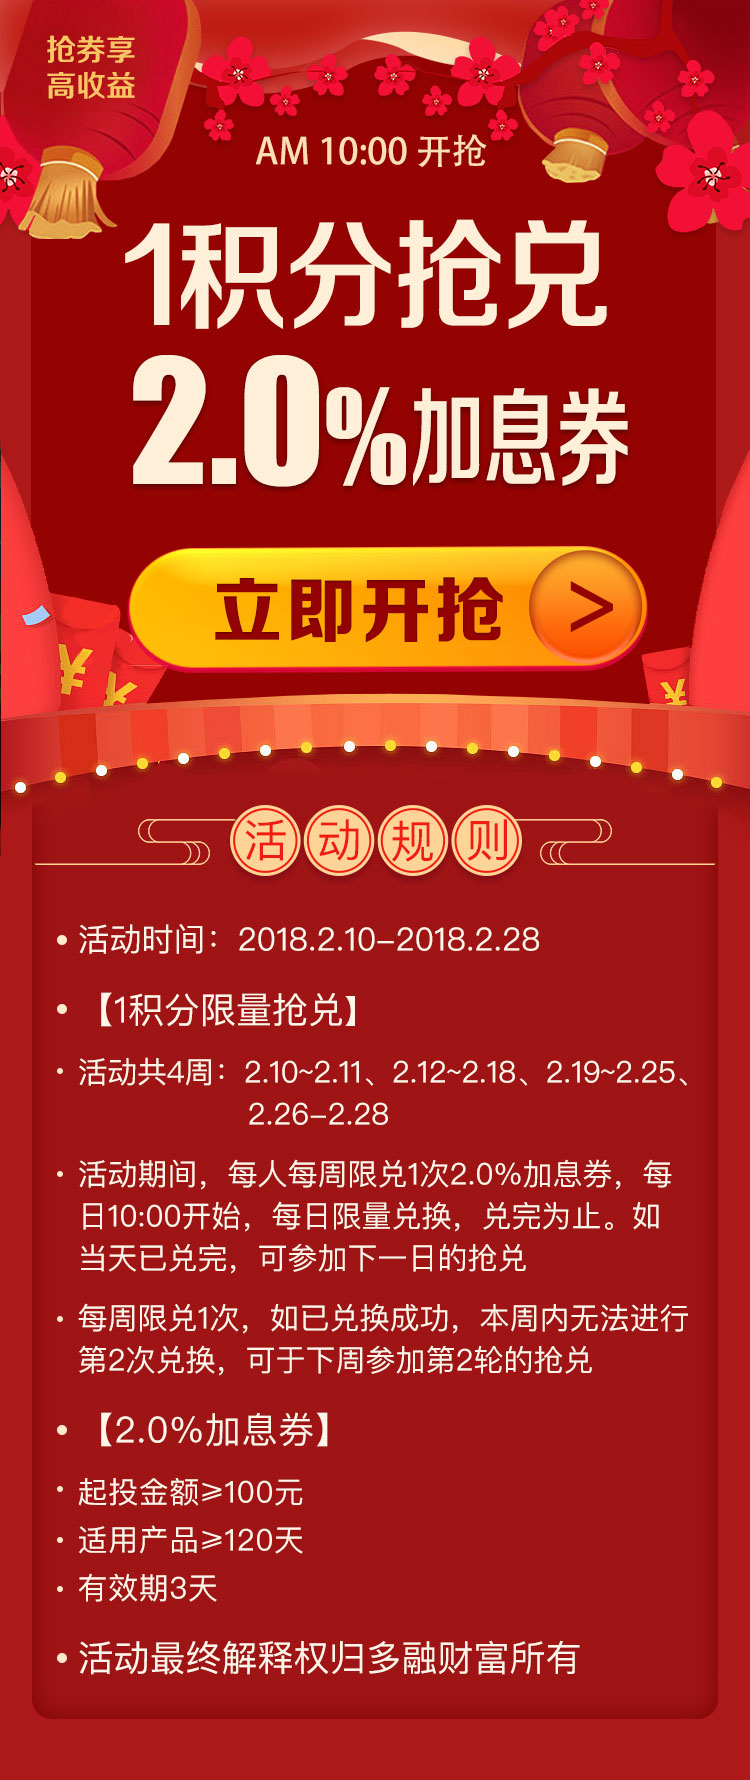 抢券享
高收益
AM 10:00 开抢
1积分抢兑
2.0%加息券
立即开抢 >
¥
¥
¥
活动规则
• 活动时间：2018.2.10-2018.2.28
• 【1积分限量抢兑】
· 活动共4周：2.10~2.11、2.12~2.18、2.19~2.25、
2.26-2.28
· 活动期间，每人每周限兑1次2.0%加息券，每
日10:00开始，每日限量兑换，兑完为止。如
当天已兑完，可参加下一日的抢兑
· 每周限兑1次，如已兑换成功，本周内无法进行
第2次兑换，可于下周参加第2轮的抢兑
• 【2.0%加息券】
· 起投金额⩾100元
· 适用产品⩾120天
· 有效期3天
• 活动最终解释权归多融财富所有